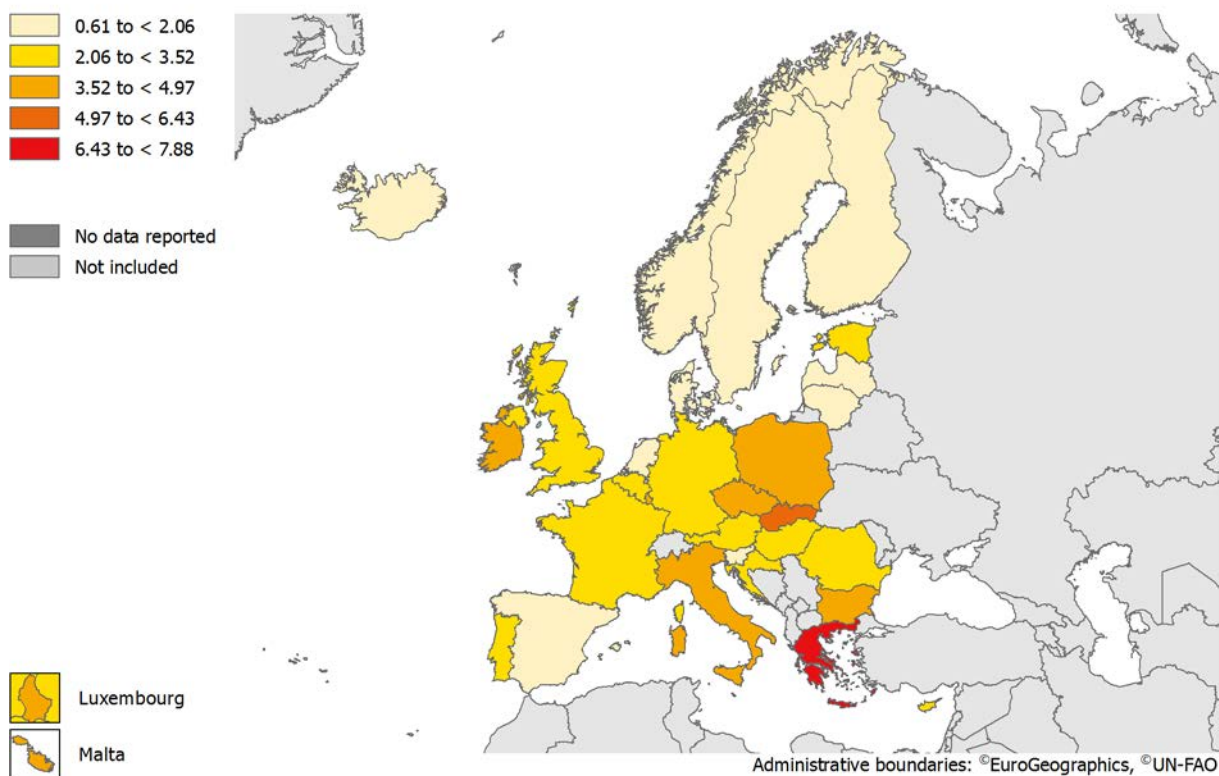 0.61 to < 2.06
2.06 to < 3.52
3.52 to < 4.97
4.97 to < 6.43
6.43 to < 7.88
No data reported
Not included
Luxembourg
Malta
Administrative boundaries: ©EuroGeographics, ©UN-FAO